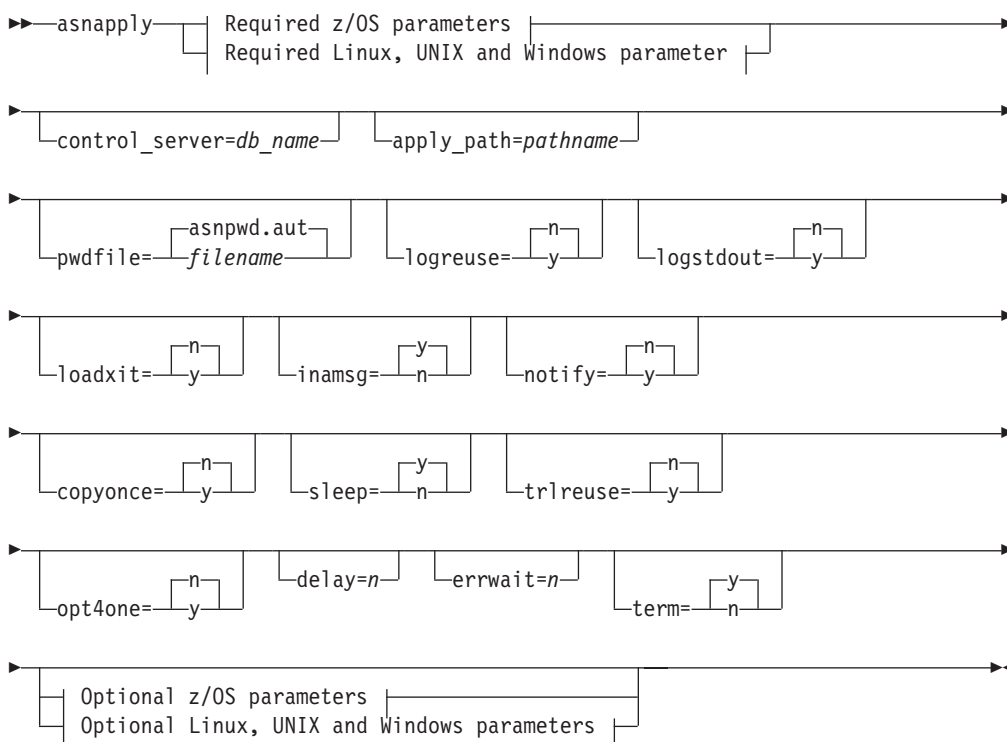 asnapply Required z/OS parameters
Required Linux, UNIX and Windows parameter
control_server=db_name apply_path=pathname
asnpwd.aut n n
pwdfile= filename logreuse= y logstdout= y
n y n
loadxit= y inamsg= n notify= y
n y n
copyonce= y sleep= n trlreuse= y
n delay=n errwait=n y
opt4one= y term= n
Optional z/OS parameters
Optional Linux, UNIX and Windows parameters